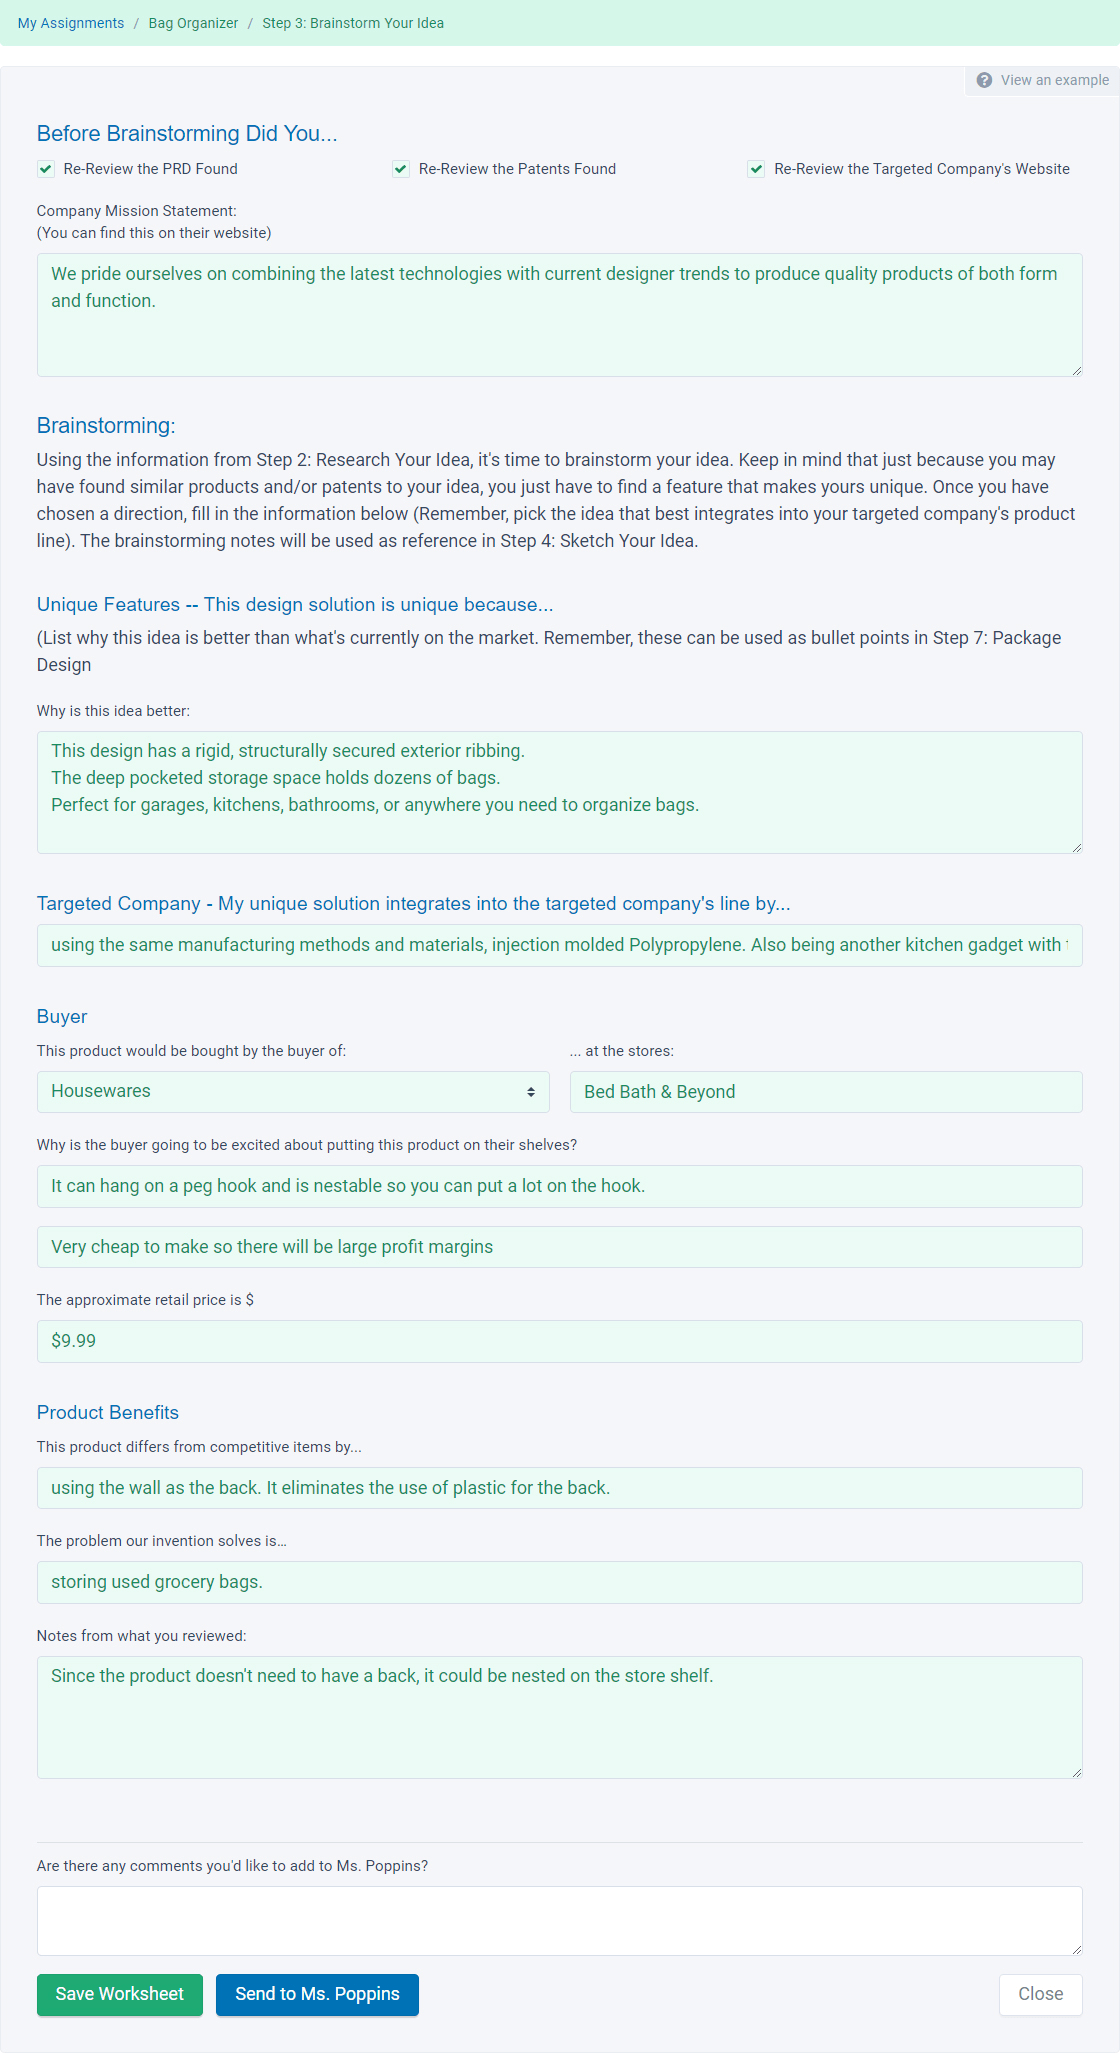 My Assignments / Bag Organizer / Step 3: Brainstorm Your Idea
View an example
Before Brainstorming Did You...
Re-Review the PRD Found
Re-Review the Patents Found
Re-Review the Targeted Company's Website
Company Mission Statement:
(You can find this on their website)
We pride ourselves on combining the latest technologies with current designer trends to produce quality products of both form
and function.
Brainstorming:
Using the information from Step 2: Research Your Idea, it's time to brainstorm your idea. Keep in mind that just because you may
have found similar products and/or patents to your idea, you just have to find a feature that makes yours unique. Once you have
chosen a direction, fill in the information below (Remember, pick the idea that best integrates into your targeted company's product
line). The brainstorming notes will be used as reference in Step 4: Sketch Your Idea.
Unique Features -- This design solution is unique because...
(List why this idea is better than what's currently on the market. Remember, these can be used as bullet points in Step 7: Package
Design
Why is this idea better:
This design has a rigid, structurally secured exterior ribbing.
The deep pocketed storage space holds dozens of bags.
Perfect for garages, kitchens, bathrooms, or anywhere you need to organize bags.
Targeted Company - My unique solution integrates into the targeted company's line by...
using the same manufacturing methods and materials, injection molded Polypropylene. Also being another kitchen gadget with
Buyer
This product would be bought by the buyer of:
... at the stores:
Housewares
Bed Bath & Beyond
Why is the buyer going to be excited about putting this product on their shelves?
It can hang on a peg hook and is nestable so you can put a lot on the hook.
Very cheap to make so there will be large profit margins
The approximate retail price is $
$9.99
Product Benefits
This product differs from competitive items by...
using the wall as the back. It eliminates the use of plastic for the back.
The problem our invention solves is...
storing used grocery bags.
Notes from what you reviewed:
Since the product doesn't need to have a back, it could be nested on the store shelf.
Are there any comments you'd like to add to Ms. Poppins?
Save Worksheet
Send to Ms. Poppins
Close